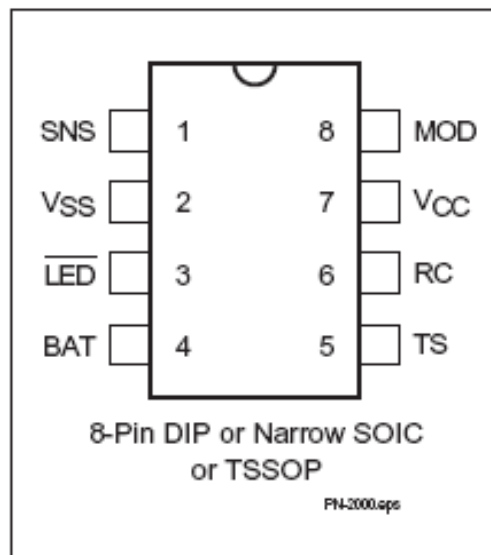 SNS 1 8 MOD
VSS 2 7 VCC
LED 3 6 RC
BAT 4 5 TS
8-Pin DIP or Narrow SOIC
or TSSOP
PN-2000.eps